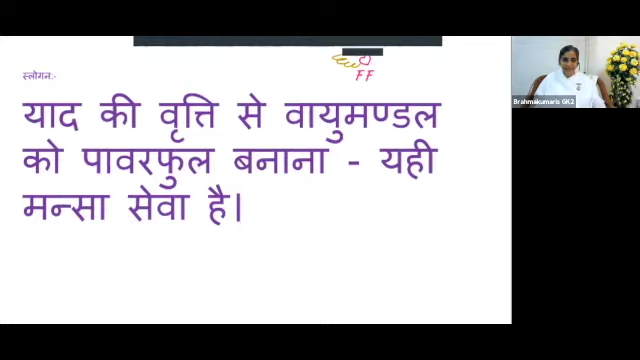 स्लोगन:-
याद की वृत्ति से वायुमण्डल
को पावरफुल बनाना - यही
मन्सा सेवा है।
FF
Brahmakumaris GK2